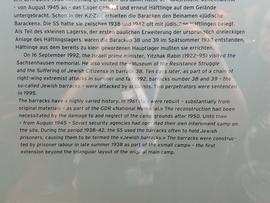 – von August 1945 an – das Lager
untergebracht. Schon in der KZ-Zeit erhielten die Baracken den Beinamen »jüdische
Baracken«. Die SS hatte sie zwischen 1938 und 1942 oft mit jüdischen Häftlingen belegt.
Als Teil des »kleinen Lagers«, der ersten baulichen Erweiterung der ursprünglich dreieckigen
Anlage des Häftlingslagers, waren die Baracken 38 und 39 im Spätsommer 1938 entstanden.
Häftlinge aus dem bereits zu klein gewordenen Hauptlager mußten sie errichten.
On 16 September 1992, the Israeli prime minister, Yitzhak Rabin (1922-95) visited the
Sachsenhausen memorial. He also visited the »Museum of the Resistance Struggle
and the Suffering of Jewish Citizens« in barrack 38. Ten days later, as part of a chain of
right-wing extremist attacks in summer and fall 1992, barracks number 38 and 39 - the
so-called Jewish barracks - were attacked by arsonists. Two perpetrators were sentenced
in 1995.
The barracks have a highly varied history. In 1961 they were rebuilt – substantially from
original materials – as part of the GDR »National Memorial.« The reconstruction had been
necessitated by the damage to and neglect of the camp grounds after 1950. Until then
– from August 1945 – Soviet security agencies had operated their own internment camp on
the site. During the period 1938-42, the SS used the barracks often to hold Jewish
prisoners, causing them to be termed the »Jewish barracks.« The barracks were construc-
ted by prisoner labour in late summer 1938 as part of the »small camp« – the first
extension beyond the triangular layout of the original main camp.